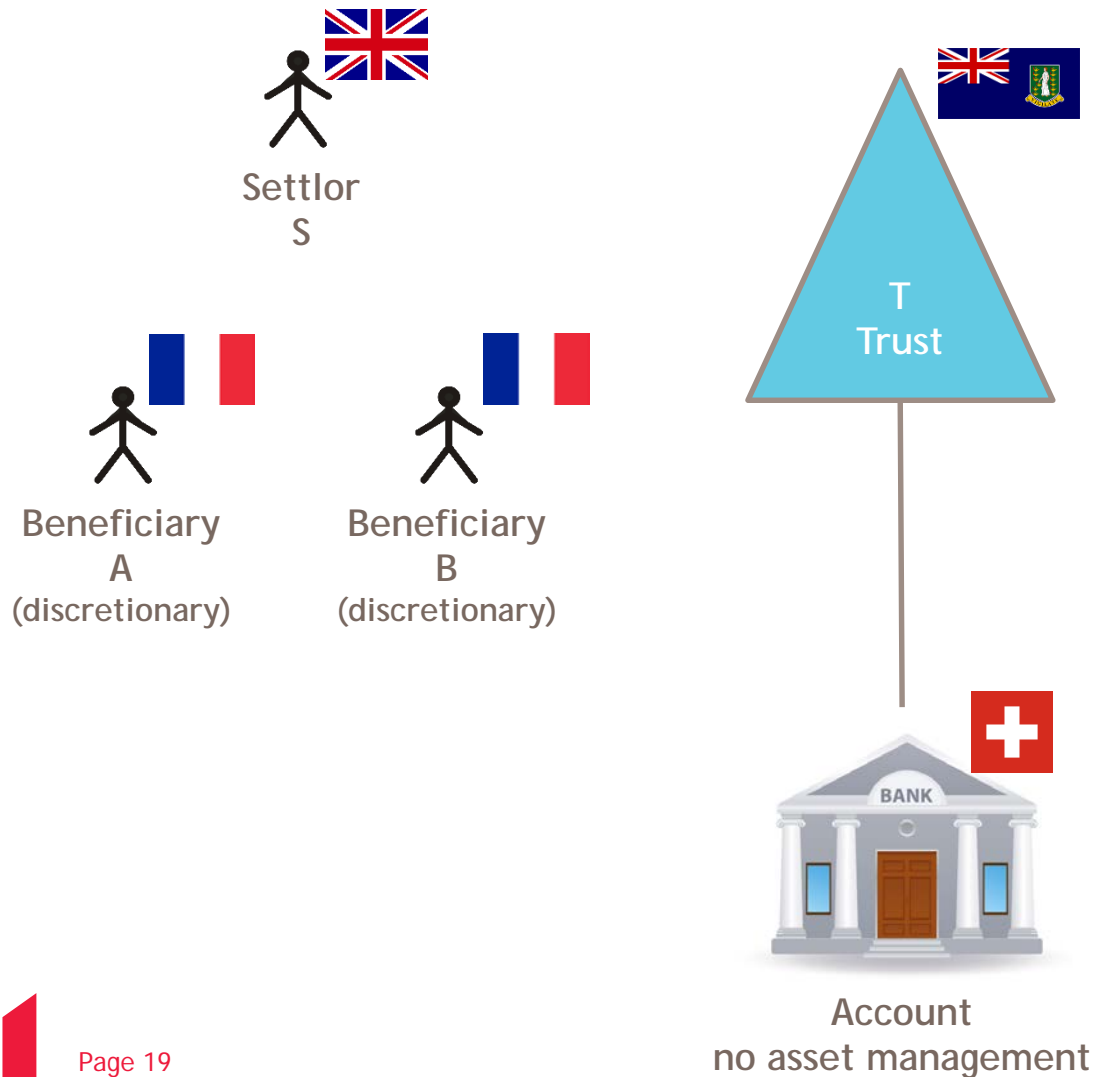 Settlor
S
T
Trust
Beneficiary
A
(discretionary)
Beneficiary
B
(discretionary)
BANK
Account
no asset management
Page 19